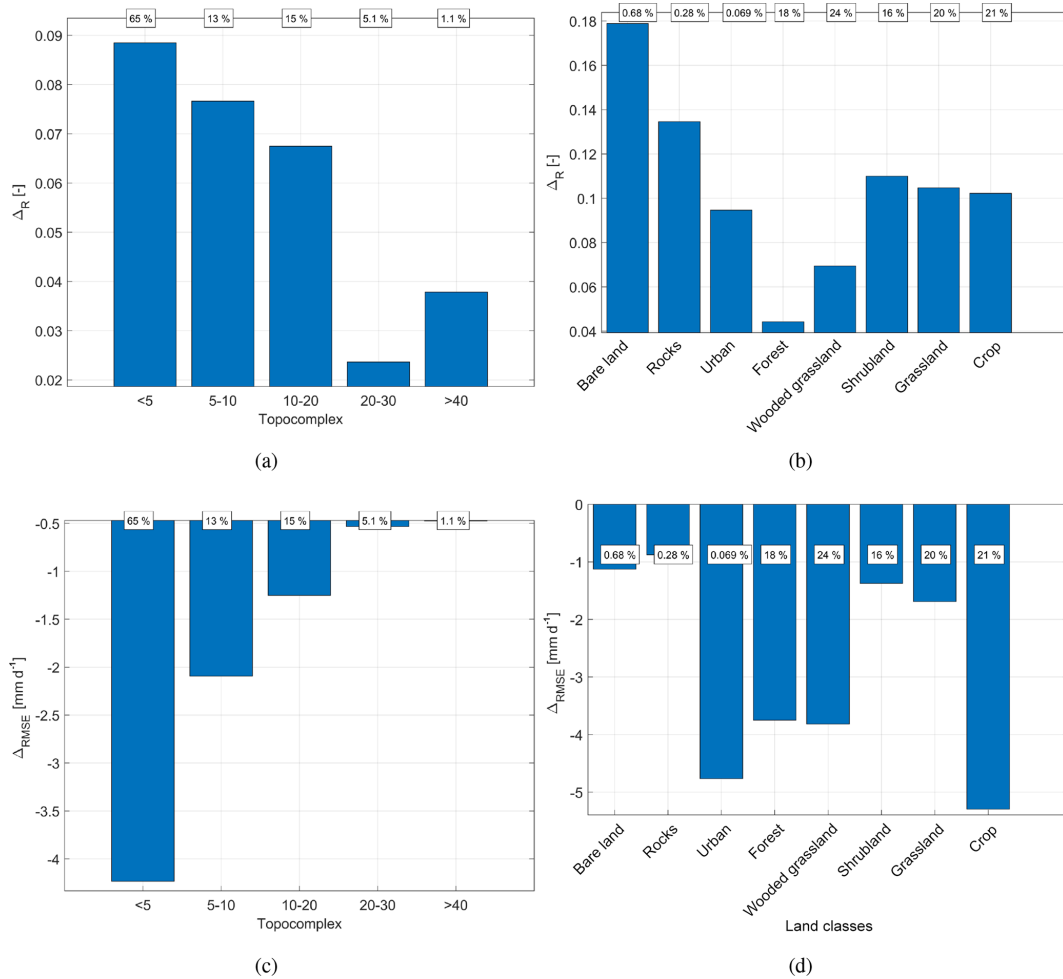 65 % 13 % 15 % 5.1 % 1.1 %
0.09
0.08
0.07
0.06
0.05
0.04
0.03
0.02
Δ_R [-]
<5 5-10 10-20 20-30 >40
Topocomplex
(a)
0.68 % 0.28 % 0.069 % 18 % 24 % 16 % 20 % 21 %
0.18
0.16
0.14
0.12
0.1
0.08
0.06
0.04
Δ_R [-]
Bare land Rocks Urban Forest Wooded grassland Shrubland Grassland Crop
(b)
65 % 13 % 15 % 5.1 % 1.1 %
-0.5
-1
-1.5
-2
-2.5
-3
-3.5
-4
Δ_RMSE [mm d⁻¹]
<5 5-10 10-20 20-30 >40
Topocomplex
(c)
0
0.68 % 0.28 % 0.069 % 18 % 24 % 16 % 20 % 21 %
-1
-2
-3
-4
-5
Δ_RMSE [mm d⁻¹]
Bare land Rocks Urban Forest Wooded grassland Shrubland Grassland Crop
Land classes
(d)